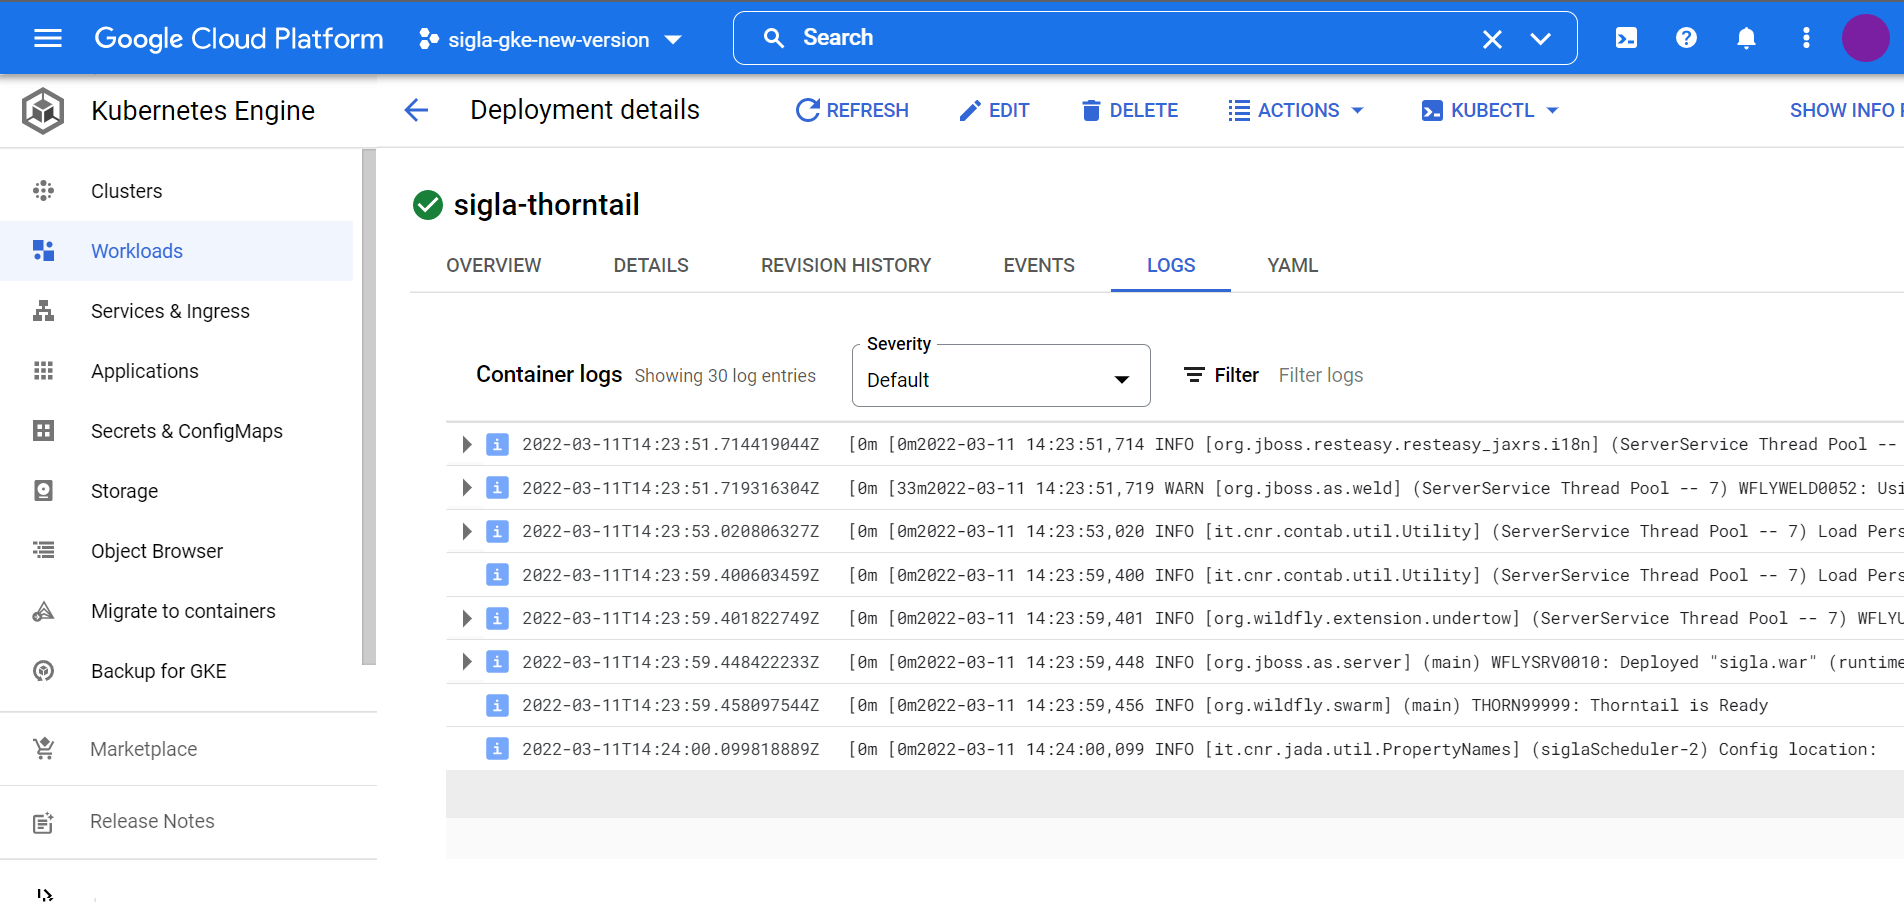 Google Cloud Platform
sigla-gke-new-version
Search
Kubernetes Engine
Deployment details
REFRESH
EDIT
DELETE
ACTIONS
KUBECTL
SHOW INFO
Clusters
Workloads
Services & Ingress
Applications
Secrets & ConfigMaps
Storage
Object Browser
Migrate to containers
Backup for GKE
Marketplace
Release Notes
sigla-thorntail
OVERVIEW
DETAILS
REVISION HISTORY
EVENTS
LOGS
YAML
Container logs Showing 30 log entries
Severity
Default
Filter Filter logs
2022-03-11T14:23:51.714419044Z [0m [0m2022-03-11 14:23:51,714 INFO [org.jboss.resteasy.resteasy_jaxrs.i18n] (ServerService Thread Pool --
2022-03-11T14:23:51.719316304Z [0m [33m2022-03-11 14:23:51,719 WARN [org.jboss.as.weld] (ServerService Thread Pool -- 7) WFLYWELD0052: Usi
2022-03-11T14:23:53.020806327Z [0m [0m2022-03-11 14:23:53,020 INFO [it.cnr.contab.util.Utility] (ServerService Thread Pool -- 7) Load Pers
2022-03-11T14:23:59.400603459Z [0m [0m2022-03-11 14:23:59,400 INFO [it.cnr.contab.util.Utility] (ServerService Thread Pool -- 7) Load Pers
2022-03-11T14:23:59.401822749Z [0m [0m2022-03-11 14:23:59,401 INFO [org.wildfly.extension.undertow] (ServerService Thread Pool -- 7) WFLYU
2022-03-11T14:23:59.448422233Z [0m [0m2022-03-11 14:23:59,448 INFO [org.jboss.as.server] (main) WFLYSRV0010: Deployed "sigla.war" (runtime
2022-03-11T14:23:59.458097544Z [0m [0m2022-03-11 14:23:59,456 INFO [org.wildfly.swarm] (main) THORN99999: Thorntail is Ready
2022-03-11T14:24:00.099818889Z [0m [0m2022-03-11 14:24:00,099 INFO [it.cnr.jada.util.PropertyNames] (siglaScheduler-2) Config location: